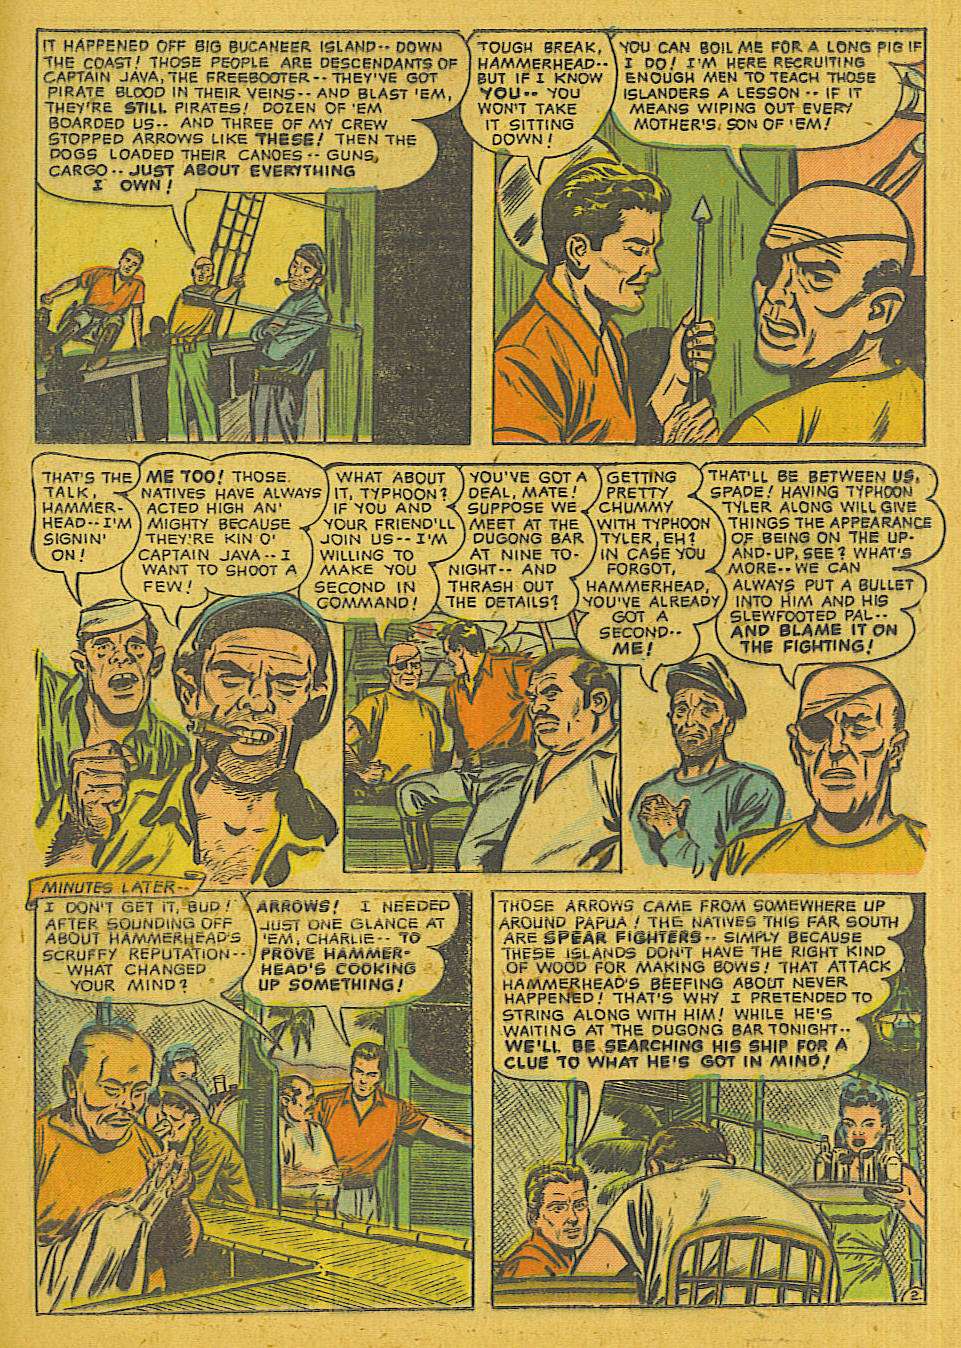 IT HAPPENED OFF BIG BUCANEER ISLAND-- DOWN
THE COAST! THOSE PEOPLE ARE DESCENDANTS OF
CAPTAIN JAVA, THE FREEBOOTER-- THEY'VE GOT
PIRATE BLOOD IN THEIR VEINS-- AND BLAST 'EM,
THEY'RE STILL PIRATES! DOZEN OF 'EM
BOARDED US-- AND THREE OF MY CREW
STOPPED ARROWS LIKE THESE! THEN THE
DOGS LOADED THEIR CANOES-- GUNS,
CARGO-- JUST ABOUT EVERYTHING
I OWN!
TOUGH BREAK,
HAMMERHEAD--
BUT IF I KNOW
YOU-- YOU
WON'T TAKE
IT SITTING
DOWN!
YOU CAN BOIL ME FOR A LONG PIG IF
I DO! I'M HERE RECRUITING
ENOUGH MEN TO TEACH THOSE
ISLANDERS A LESSON-- IF IT
MEANS WIPING OUT EVERY
MOTHER'S SON OF 'EM!
THAT'S THE
TALK,
HAMMER-
HEAD-- I'M
SIGNIN'
ON!
ME TOO! THOSE
NATIVES HAVE ALWAYS
ACTED HIGH AN'
MIGHTY BECAUSE
THEY'RE KIN O'
CAPTAIN JAVA-- I
WANT TO SHOOT A
FEW!
WHAT ABOUT
IT, TYPHOON?
IF YOU AND
YOUR FRIEND'LL
JOIN US-- I'M
WILLING TO
MAKE YOU
SECOND IN
COMMAND!
YOU'VE GOT A
DEAL, MATE!
SUPPOSE WE
MEET AT THE
DUGONG BAR
AT NINE TO-
NIGHT-- AND
THRASH OUT
THE DETAILS?
GETTING
PRETTY
CHUMMY
WITH TYPHOON
TYLER, EH?
IN CASE YOU
FORGOT,
HAMMERHEAD,
YOU'VE ALREADY
GOT A
SECOND--
ME!
THAT'LL BE BETWEEN US,
SPADE! HAVING TYPHOON
TYLER ALONG WILL GIVE
THINGS THE APPEARANCE
OF BEING ON THE UP-
AND-UP, SEE? WHAT'S
MORE-- WE CAN
ALWAYS PUT A BULLET
INTO HIM AND HIS
SLEWFOOTED PAL--
AND BLAME IT ON
THE FIGHTING!
MINUTES LATER--
I DON'T GET IT, BUD!
AFTER SOUNDING OFF
ABOUT HAMMERHEAD'S
SCRUFFY REPUTATION--
WHAT CHANGED
YOUR MIND?
ARROWS! I NEEDED
JUST ONE GLANCE AT
'EM, CHARLIE-- TO
PROVE HAMMER-
HEAD'S COOKING
UP SOMETHING!
THOSE ARROWS CAME FROM SOMEWHERE UP
AROUND PAPUA! THE NATIVES THIS FAR SOUTH
ARE SPEAR FIGHTERS-- SIMPLY BECAUSE
THESE ISLANDS DON'T HAVE THE RIGHT KIND
OF WOOD FOR MAKING BOWS! THAT ATTACK
HAMMERHEAD'S BEEFING ABOUT NEVER
HAPPENED! THAT'S WHY I PRETENDED TO
STRING ALONG WITH HIM! WHILE HE'S
WAITING AT THE DUGONG BAR TONIGHT--
WE'LL BE SEARCHING HIS SHIP FOR A
CLUE TO WHAT HE'S GOT IN MIND!
2